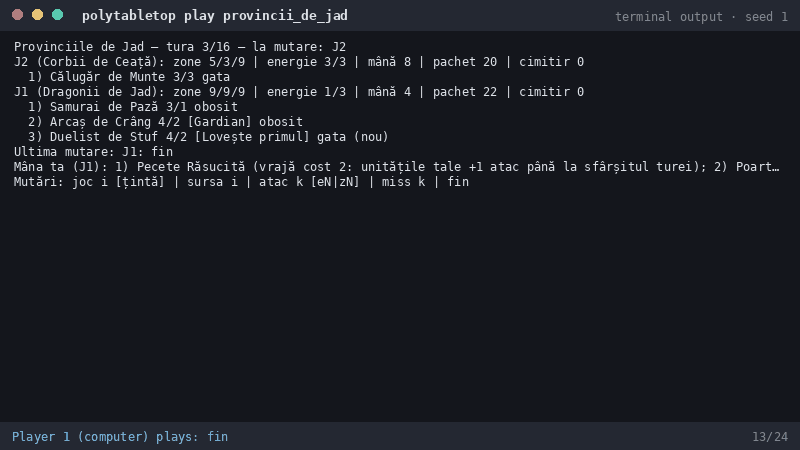 polytabletop play provincii_de_jad
terminal output · seed 1
Provinciile de Jad — tura 3/16 — la mutare: J2
J2 (Corbii de Ceață): zone 5/3/9 | energie 3/3 | mână 8 | pachet 20 | cimitir 0
1) Călugăr de Munte 3/3 gata
J1 (Dragonii de Jad): zone 9/9/9 | energie 1/3 | mână 4 | pachet 22 | cimitir 0
1) Samurai de Pază 3/1 obosit
2) Arcaș de Crâng 4/2 [Gardian] obosit
3) Duelist de Stuf 4/2 [Lovește primul] gata (nou)
Ultima mutare: J1: fin
Mâna ta (J1): 1) Pecete Răsucită (vrajă cost 2: unitățile tale +1 atac până la sfârșitul turei); 2) Poart…
Mutări: joc i [țintă] | sursa i | atac k [eN|zN] | miss k | fin
Player 1 (computer) plays: fin
13/24